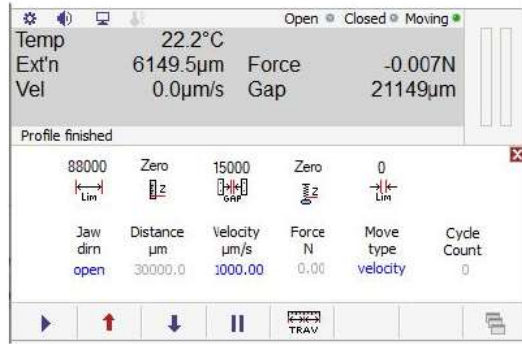 Open Closed Moving
Temp 22.2°C
Ext'n 6149.5µm Force -0.007N
Vel 0.0µm/s Gap 21149µm
Profile finished
88000 Zero 15000 Zero 0
Lim Z GAP Z Lim
Jaw Distance Velocity Force Move Cycle
dirn µm µm/s N type Count
open 30000.0 1000.00 0.00 velocity 0
TRAV